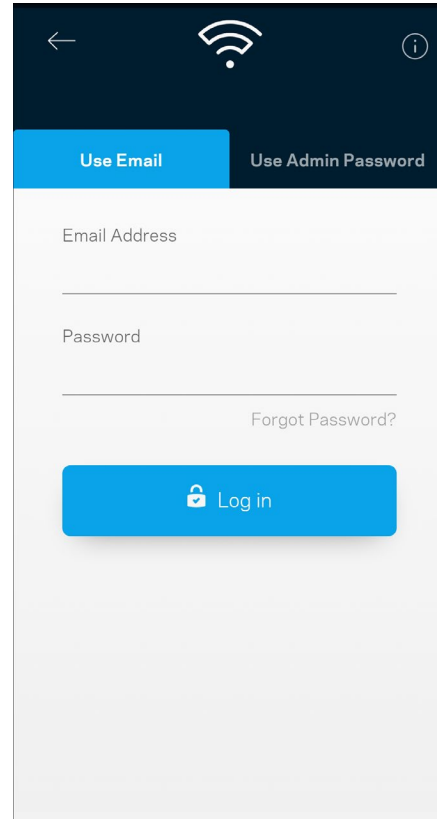 Use Email
Use Admin Password
Email Address
Password
Forgot Password?
Log in